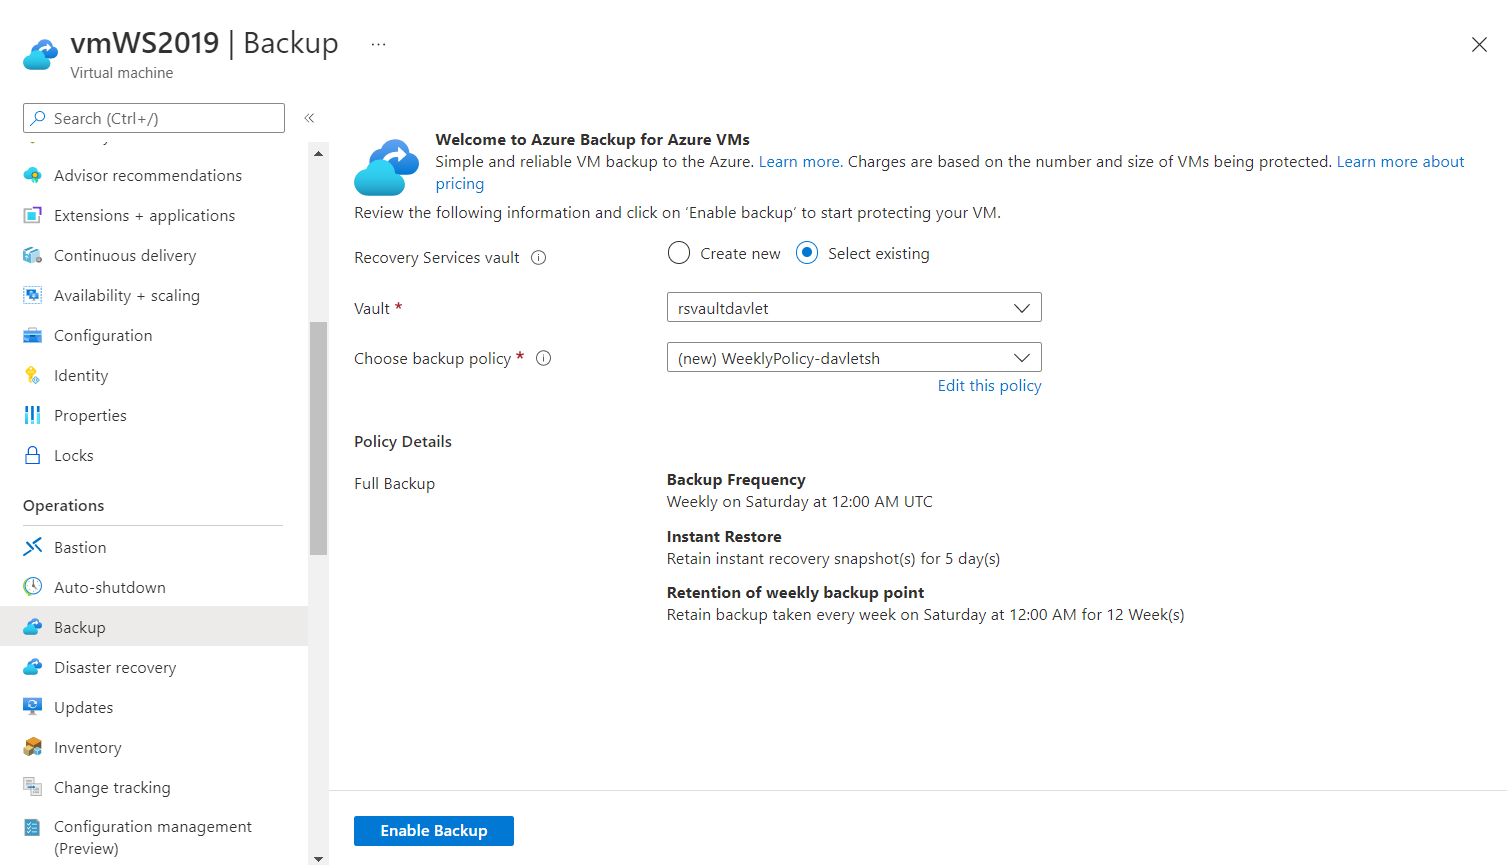 vmWS2019 | Backup ...
Virtual machine
Search (Ctrl+/)
«
Advisor recommendations
Extensions + applications
Continuous delivery
Availability + scaling
Configuration
Identity
Properties
Locks
Operations
Bastion
Auto-shutdown
Backup
Disaster recovery
Updates
Inventory
Change tracking
Configuration management
(Preview)
Welcome to Azure Backup for Azure VMs
Simple and reliable VM backup to the Azure. Learn more. Charges are based on the number and size of VMs being protected. Learn more about
pricing
Review the following information and click on 'Enable backup' to start protecting your VM.
Recovery Services vault
Create new
Select existing
Vault *
rsvaultdavlet
Choose backup policy *
(new) WeeklyPolicy-davletsh
Edit this policy
Policy Details
Full Backup
Backup Frequency
Weekly on Saturday at 12:00 AM UTC
Instant Restore
Retain instant recovery snapshot(s) for 5 day(s)
Retention of weekly backup point
Retain backup taken every week on Saturday at 12:00 AM for 12 Week(s)
Enable Backup